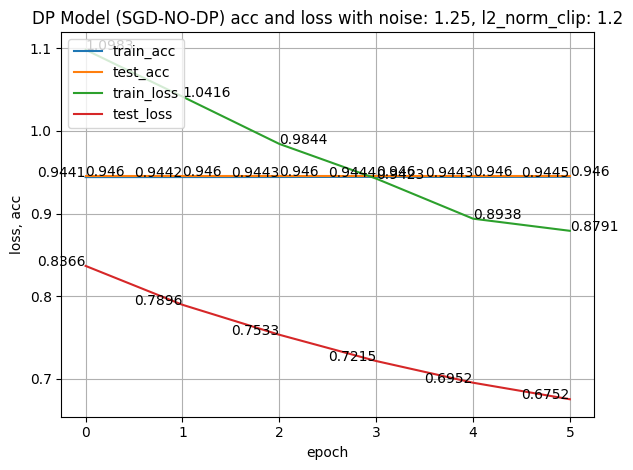 DP Model (SGD-NO-DP) acc and loss with noise: 1.25, l2_norm_clip: 1.2
1.1
1.0983
train_acc
test_acc
train_loss
test_loss
1.0416
1.0
0.9844
0.9441 0.946 0.9442 0.946 0.9443 0.946 0.9444 0.946 0.9443 0.946 0.9445 0.946
0.9423
0.9
0.8938
0.8791
0.8366
0.8
0.7896
0.7533
0.7215
0.7
0.6952
0.6752
loss, acc
0 1 2 3 4 5
epoch